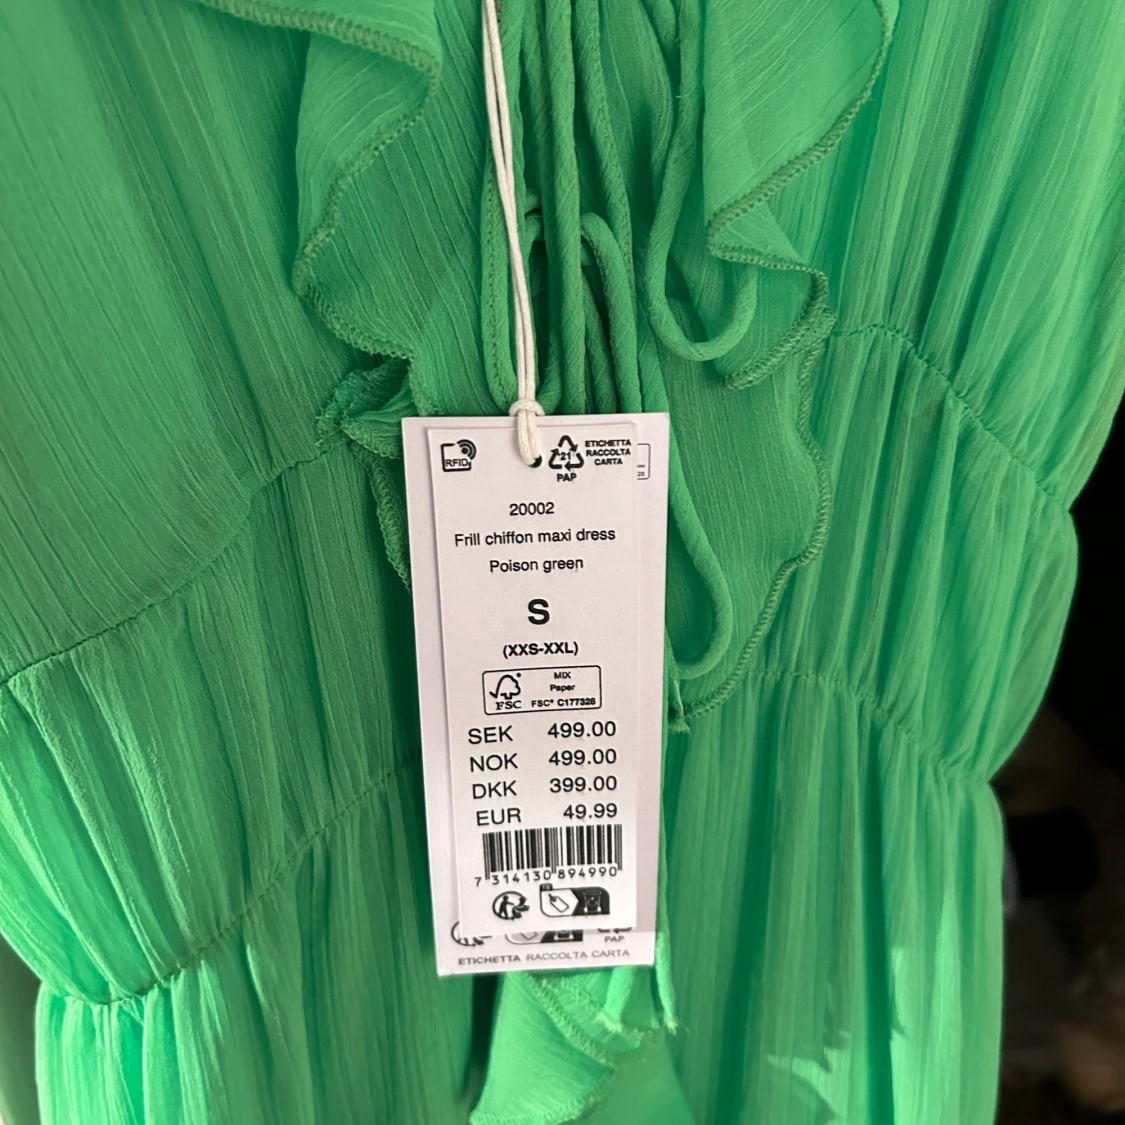 RFID
21
PAP
ETICHETTA
RACCOLTA
CARTA
20002
Frill chiffon maxi dress
Poison green
S
(XXS-XXL)
FSC
MIX
Paper
FSC® C177328
SEK 499.00
NOK 499.00
DKK 399.00
EUR 49.99
7 314130 894990
PAP
ETICHETTA RACCOLTA CARTA